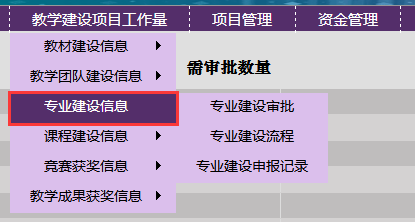 教学建设项目工作量 项目管理 资金管理
教材建设信息
教学团队建设信息 需审批数量
专业建设信息 专业建设审批
课程建设信息 专业建设流程
竞赛获奖信息 专业建设申报记录
教学成果获奖信息